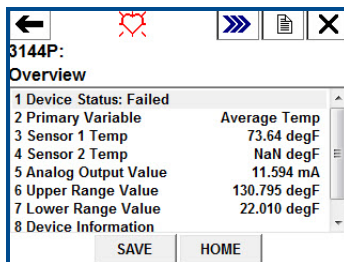 3144P:
Overview
1 Device Status: Failed
2 Primary Variable Average Temp
3 Sensor 1 Temp 73.64 degF
4 Sensor 2 Temp NaN degF
5 Analog Output Value 11.594 mA
6 Upper Range Value 130.795 degF
7 Lower Range Value 22.010 degF
8 Device Information
SAVE HOME